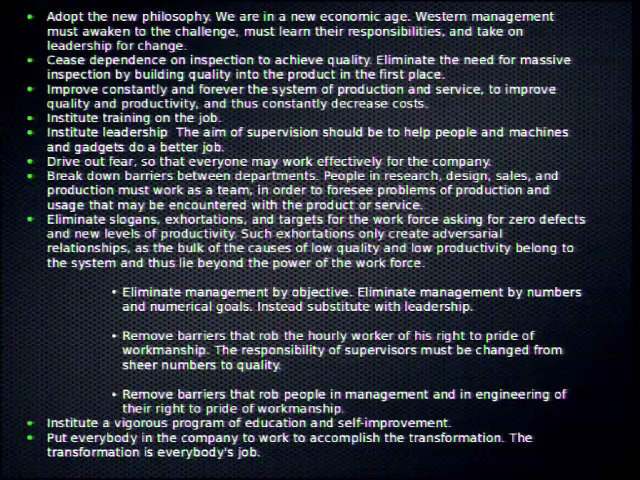 • Adopt the new philosophy. We are in a new economic age. Western management
must awaken to the challenge, must learn their responsibilities, and take on
leadership for change.
• Cease dependence on inspection to achieve quality. Eliminate the need for massive
inspection by building quality into the product in the first place.
• Improve constantly and forever the system of production and service, to improve
quality and productivity, and thus constantly decrease costs.
• Institute training on the job.
• Institute leadership The aim of supervision should be to help people and machines
and gadgets do a better job.
• Drive out fear, so that everyone may work effectively for the company.
• Break down barriers between departments. People in research, design, sales, and
production must work as a team, in order to foresee problems of production and
usage that may be encountered with the product or service.
• Eliminate slogans, exhortations, and targets for the work force asking for zero defects
and new levels of productivity. Such exhortations only create adversarial
relationships, as the bulk of the causes of low quality and low productivity belong to
the system and thus lie beyond the power of the work force.
• Eliminate management by objective. Eliminate management by numbers
and numerical goals. Instead substitute with leadership.
• Remove barriers that rob the hourly worker of his right to pride of
workmanship. The responsibility of supervisors must be changed from
sheer numbers to quality.
• Remove barriers that rob people in management and in engineering of
their right to pride of workmanship.
• Institute a vigorous program of education and self-improvement.
• Put everybody in the company to work to accomplish the transformation. The
transformation is everybody's job.